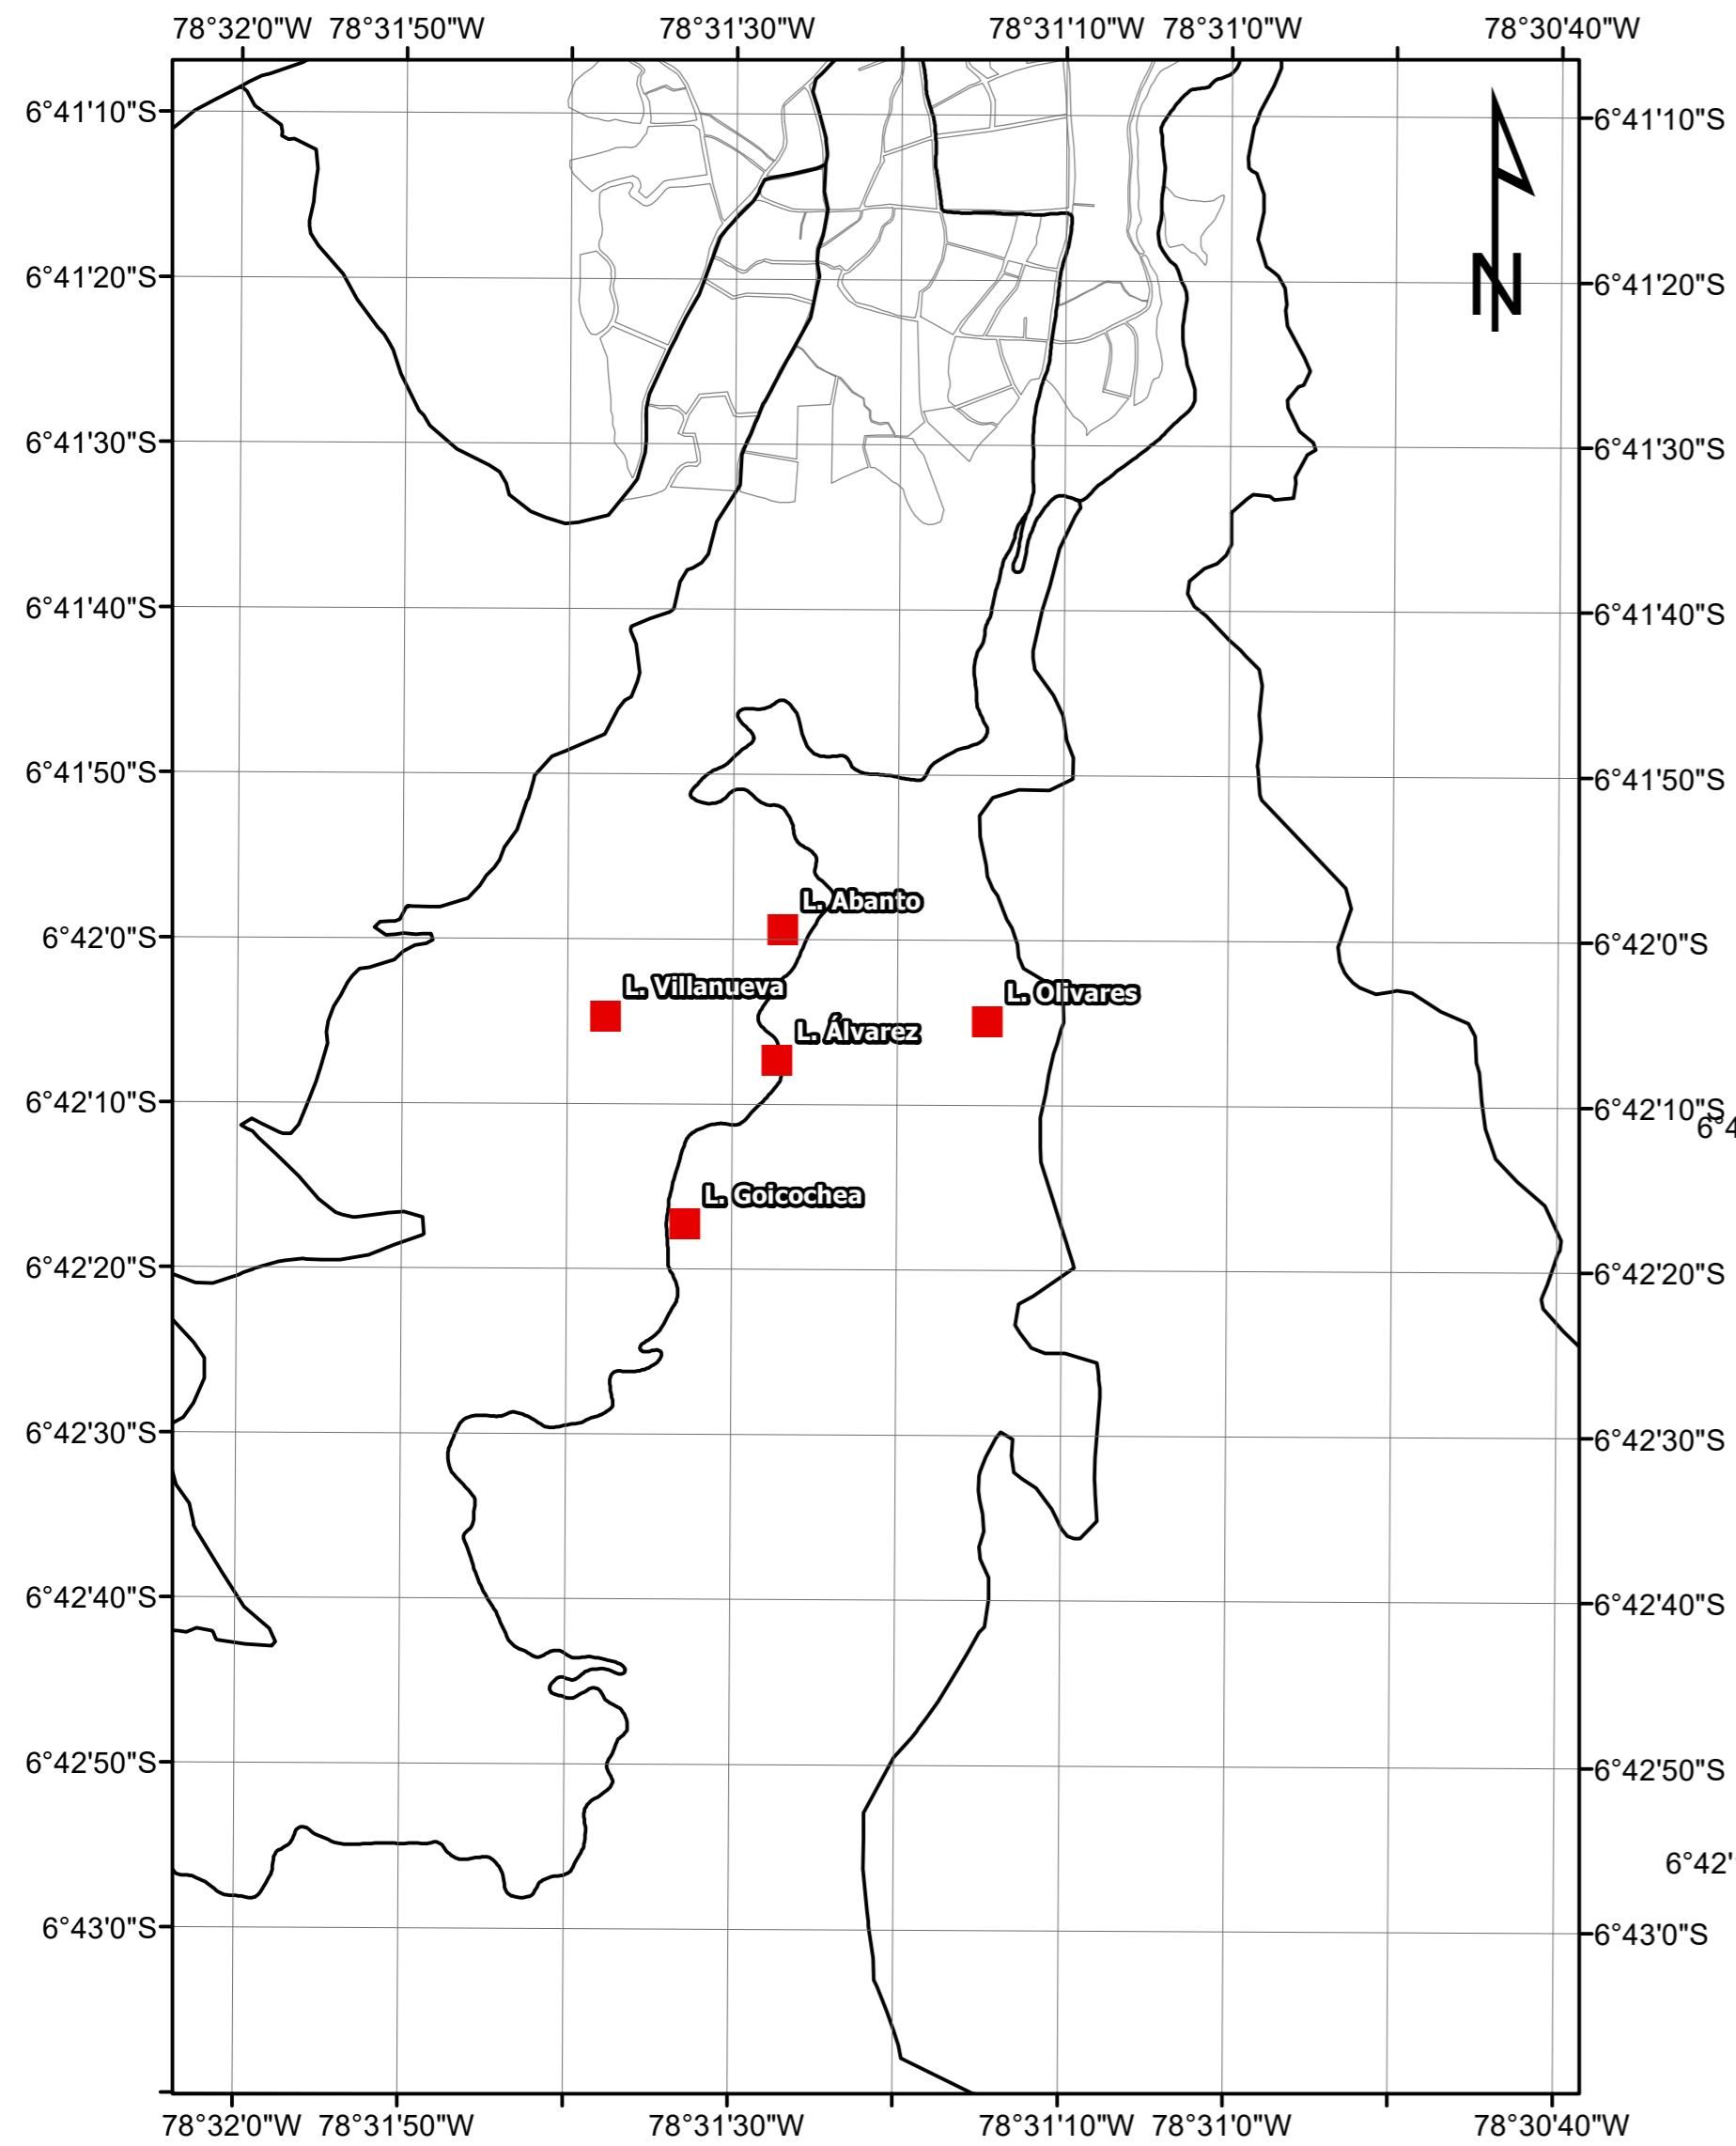 78°32'0"W 78°31'50"W 78°31'30"W 78°31'10"W 78°31'0"W 78°30'40"W
6°41'10"S 6°41'10"S
N
6°41'20"S 6°41'20"S
6°41'30"S 6°41'30"S
6°41'40"S 6°41'40"S
6°41'50"S 6°41'50"S
L. Abanto
6°42'0"S 6°42'0"S
L. Villanueva
L. Olivares
L. Álvarez
6°42'10"S 6°42'10"S
6°4
L. Goicochea
6°42'20"S 6°42'20"S
6°42'30"S 6°42'30"S
6°42'40"S 6°42'40"S
6°42'50"S 6°42'50"S
6°42'
6°43'0"S 6°43'0"S
78°32'0"W 78°31'50"W 78°31'30"W 78°31'10"W 78°31'0"W 78°30'40"W